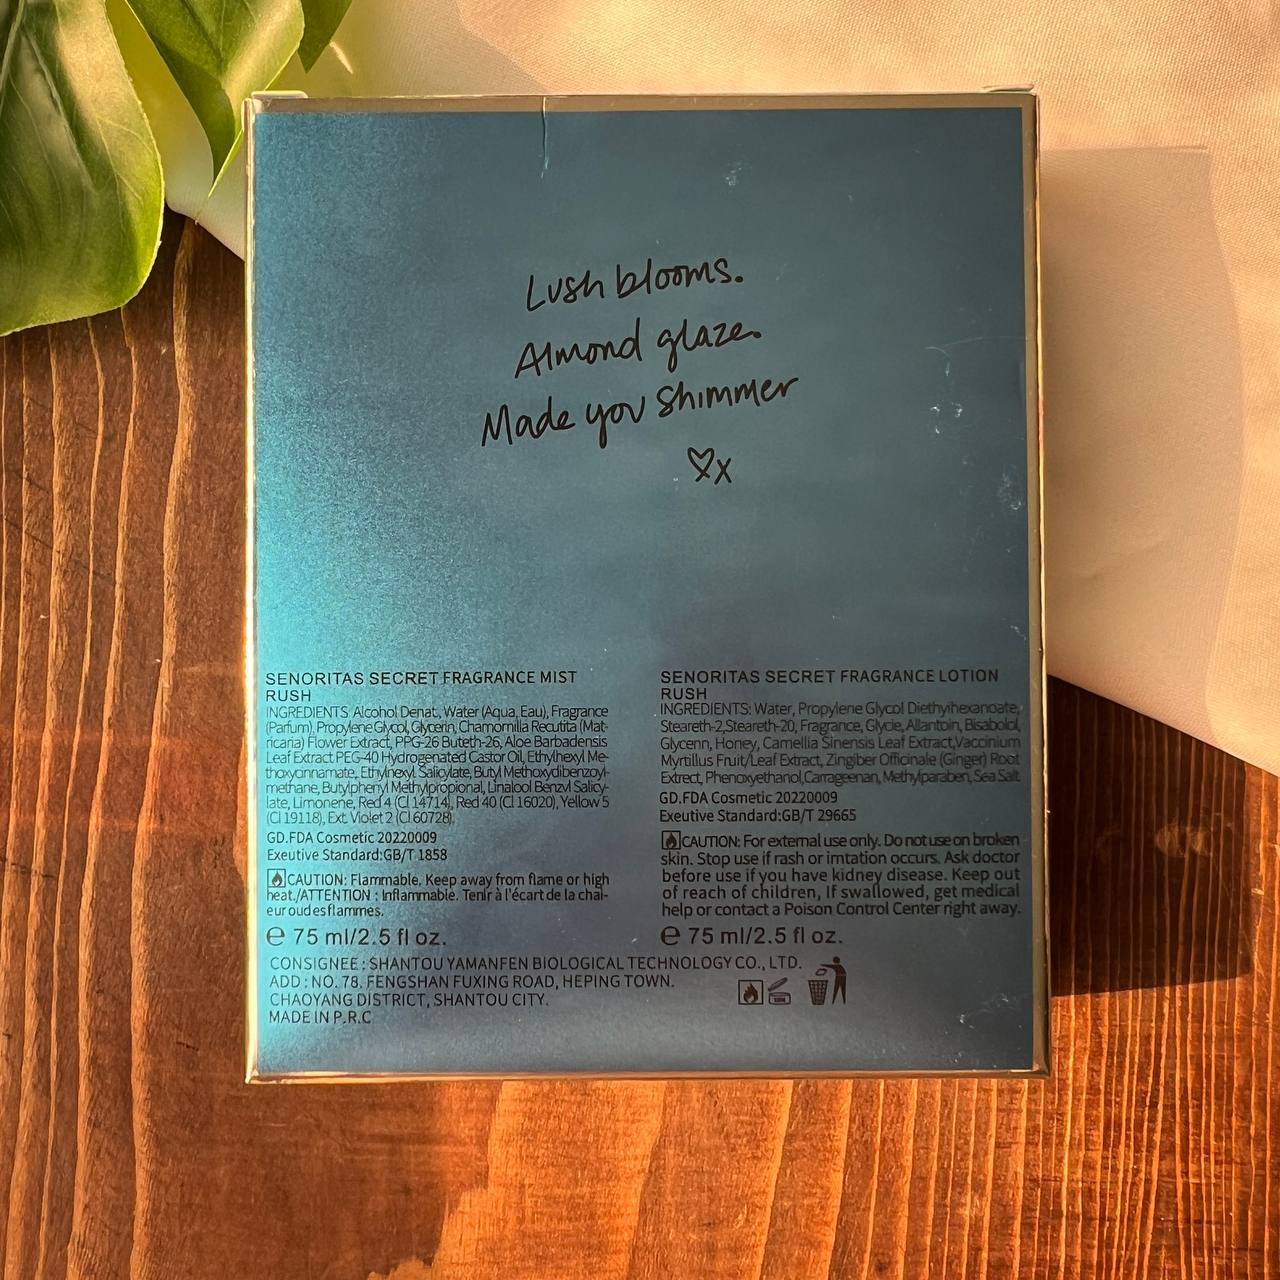 Lush blooms.
Almond glaze.
Made you shimmer
♡x
SENORITAS SECRET FRAGRANCE MIST
RUSH
INGREDIENTS Alcohol Denat., Water (Aqua, Eau), Fragrance
(Parfum), Propylene Glycol, Glycerin, Chamomilla Recutita (Mat-
ricaria) Flower Extract, PPG-26 Buteth-26, Aloe Barbadensis
Leaf Extract PEG-40 Hydrogenated Castor Oil, Ethylhexyl Me-
thoxycinnamate, Ethylnexyl Salicylate, Butyl Methoxydibenzoyl-
methane, Butylphenyl Methylpropional, Linalool Benzvl Salicy-
late, Limonene, Red 4 (Cl 14714), Red 40 (Cl 16020), Yellow 5
(Cl 19118), Ext. Violet 2 (Cl 60728).
GD.FDA Cosmetic 20220009
Exeutive Standard:GB/T 1858
CAUTION: Flammable. Keep away from flame or high
heat./ATTENTION : Inflammable. Tenir à l'écart de la chal-
eur oud es flammes.
℮ 75 ml/2.5 fl oz.
SENORITAS SECRET FRAGRANCE LOTION
RUSH
INGREDIENTS: Water, Propylene Glycol Diethyihexanoate,
Steareth-2,Steareth-20, Fragrance, Glycie, Allantoin, Bisabolol,
Glycenn, Honey, Camellia Sinensis Leaf Extract,Vaccinium
Myrtillus Fruit/Leaf Extract, Zingiber Officinale (Ginger) Root
Extrect, Phenoxyethanol,Carrageenan, Methylparaben, Sea Salt
GD.FDA Cosmetic 20220009
Exeutive Standard:GB/T 29665
CAUTION: For external use only. Do not use on broken
skin. Stop use if rash or imtation occurs. Ask doctor
before use if you have kidney disease. Keep out
of reach of children, If swallowed, get medical
help or contact a Poison Control Center right away.
℮ 75 ml/2.5 fl oz.
CONSIGNEE : SHANTOU YAMANFEN BIOLOGICAL TECHNOLOGY CO., LTD.
ADD : NO. 78. FENGSHAN FUXING ROAD, HEPING TOWN.
CHAOYANG DISTRICT, SHANTOU CITY.
MADE IN P.R.C